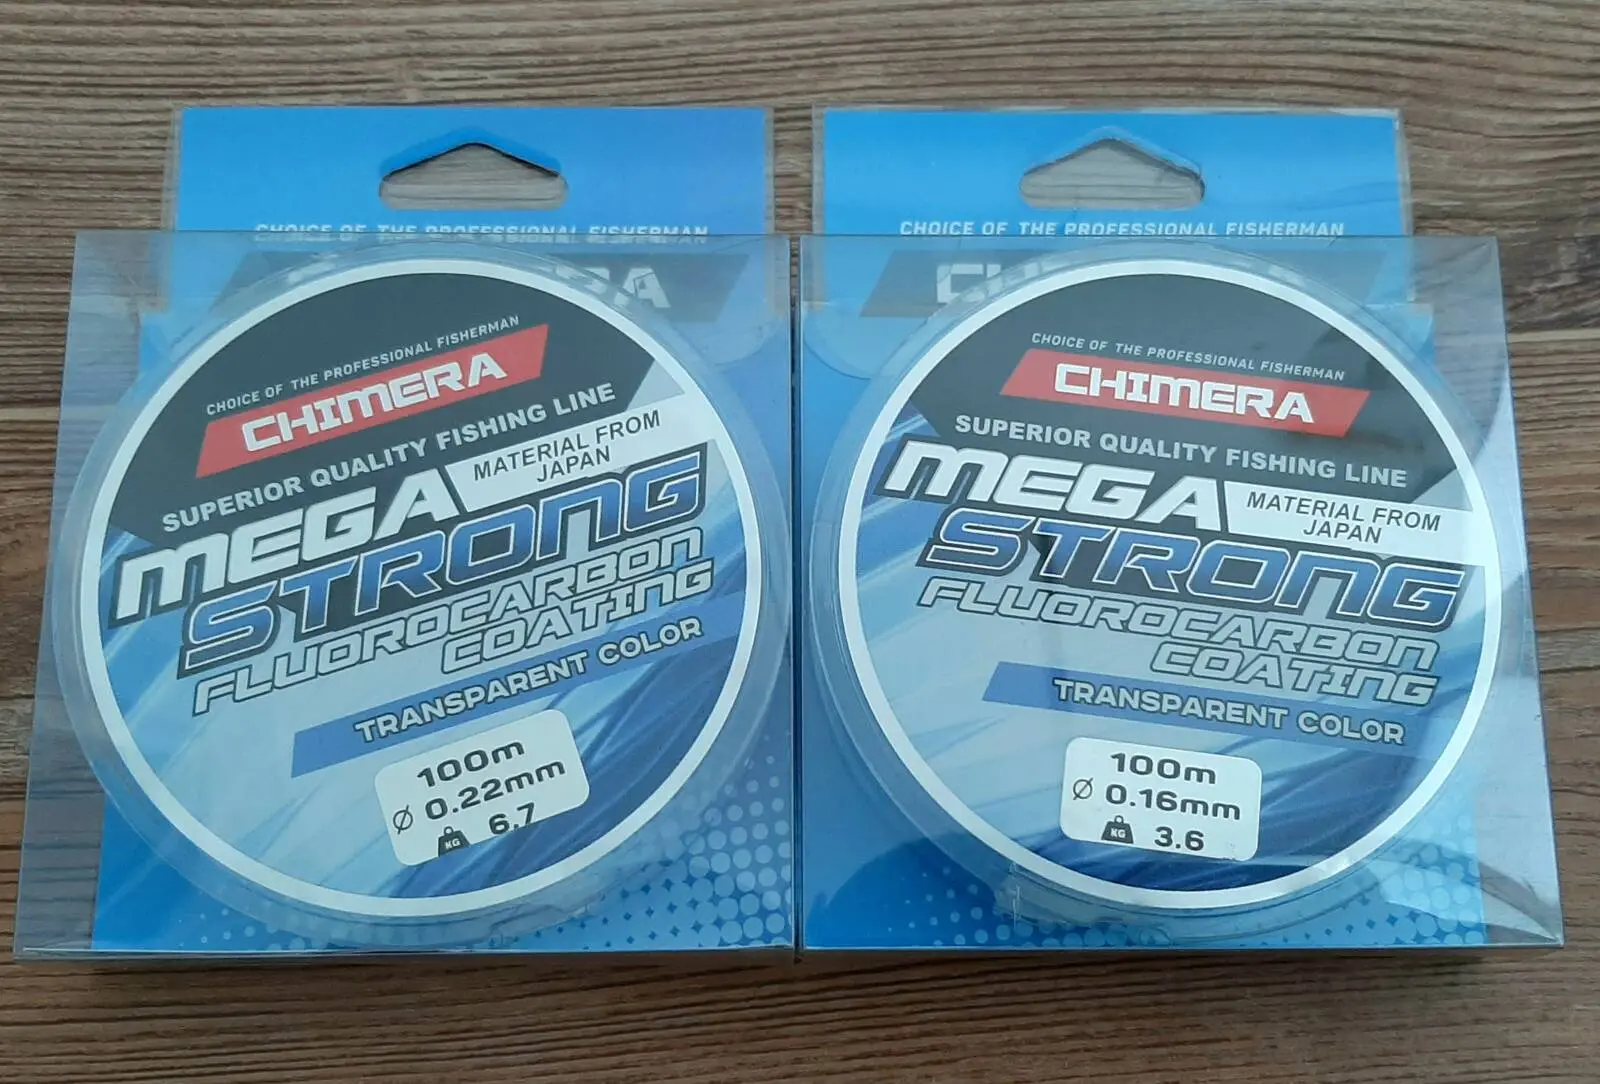 CHOICE OF THE PROFESSIONAL FISHERMAN
CHOICE OF THE PROFESSIONAL FISHERMAN
CHIMERA
SUPERIOR QUALITY FISHING LINE
MEGA
MATERIAL FROM
JAPAN
STRONG
FLUOROCARBON
COATING
TRANSPARENT COLOR
100m
Ø 0.22mm
KG 6.7
CHOICE OF THE PROFESSIONAL FISHERMAN
CHOICE OF THE PROFESSIONAL FISHERMAN
CHIMERA
SUPERIOR QUALITY FISHING LINE
MEGA
MATERIAL FROM
JAPAN
STRONG
FLUOROCARBON
COATING
TRANSPARENT COLOR
100m
Ø 0.16mm
KG 3.6